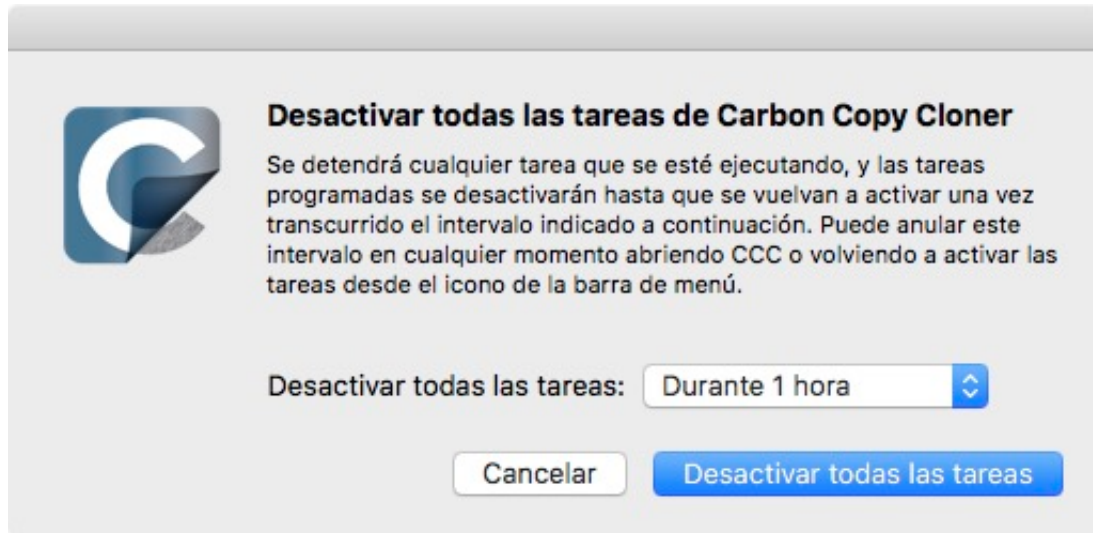 Desactivar todas las tareas de Carbon Copy Cloner
Se detendrá cualquier tarea que se esté ejecutando, y las tareas
programadas se desactivarán hasta que se vuelvan a activar una vez
transcurrido el intervalo indicado a continuación. Puede anular este
intervalo en cualquier momento abriendo CCC o volviendo a activar las
tareas desde el icono de la barra de menú.
Desactivar todas las tareas: Durante 1 hora
Cancelar Desactivar todas las tareas